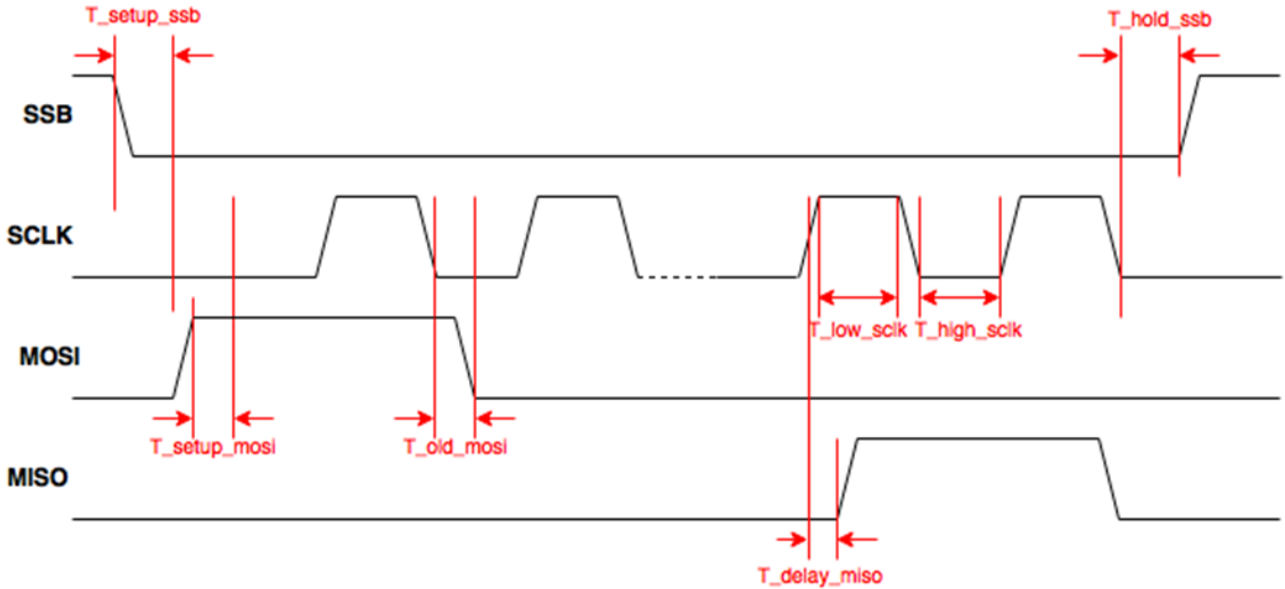 T_setup_ssb
T_hold_ssb
SSB
SCLK
T_low_sclk
T_high_sclk
MOSI
T_setup_mosi
T_old_mosi
MISO
T_delay_miso